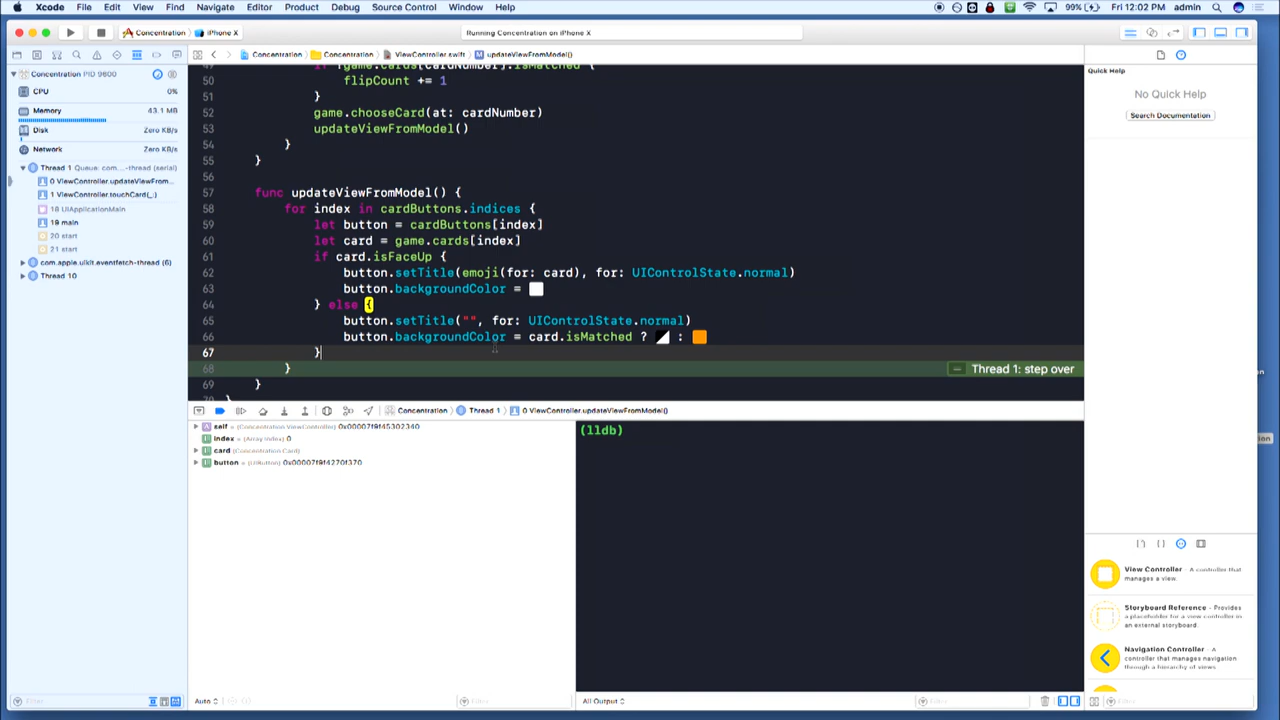 Xcode File Edit View Find Navigate Editor Product Debug Source Control Window Help 99% Fri 12:02 PM admin
Concentration iPhone X Running Concentration on iPhone X
Concentration Concentration ViewController.swift updateViewFromModel()
Quick Help
No Quick Help
Search Documentation
Concentration PID 9600
CPU 0%
Memory 43.1 MB
Disk Zero KB/s
Network Zero KB/s
Thread 1 Queue: com....-thread (serial)
0 ViewController.updateViewFrom...
1 ViewController.touchCard(_:)
18 UIApplicationMain
19 main
20 start
21 start
com.apple.uikit.eventfetch-thread (6)
Thread 10
50 flipCount += 1
51 }
52 game.chooseCard(at: cardNumber)
53 updateViewFromModel()
54 }
55 }
56
57 func updateViewFromModel() {
58 for index in cardButtons.indices {
59 let button = cardButtons[index]
60 let card = game.cards[index]
61 if card.isFaceUp {
62 button.setTitle(emoji(for: card), for: UIControlState.normal)
63 button.backgroundColor =
64 } else {
65 button.setTitle("", for: UIControlState.normal)
66 button.backgroundColor = card.isMatched ? :
67 }
68 } Thread 1: step over
69 }
Concentration Thread 1 0 ViewController.updateViewFromModel()
self = (Concentration.ViewController) 0x00007f9f45302340
index = (Array.Index) 0
card (Concentration.Card)
button = (UIButton) 0x00007f9f4270f370
(lldb)
View Controller - A controller that
manages a view.
Storyboard Reference - Provides
a placeholder for a view controller in
an external storyboard.
Navigation Controller - A
controller that manages navigation
through a hierarchy of views.
Filter Auto Filter All Output Filter Filter